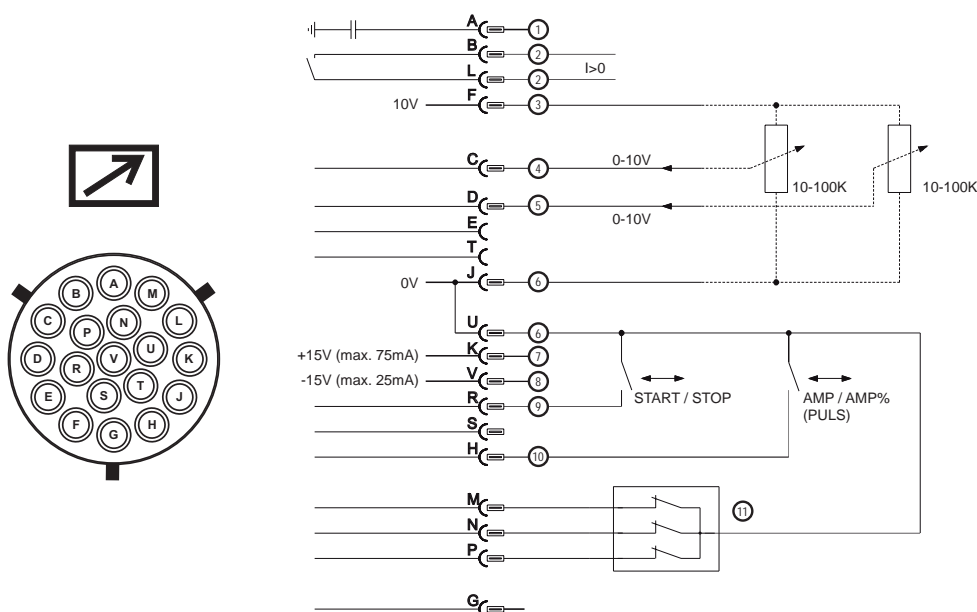 A 1
B 2
L 2 I>0
10V F 3
C 4 0-10V
10-100K 10-100K
D 5
0-10V
E
T
0V J 6
U 6
+15V (max. 75mA) K 7
-15V (max. 25mA) V 8
R 9 START / STOP AMP / AMP%
(PULS)
S
H 10
M 11
N
P
G
A
B M
C N L
P
U
D V K
R
T
E S J
F H
G